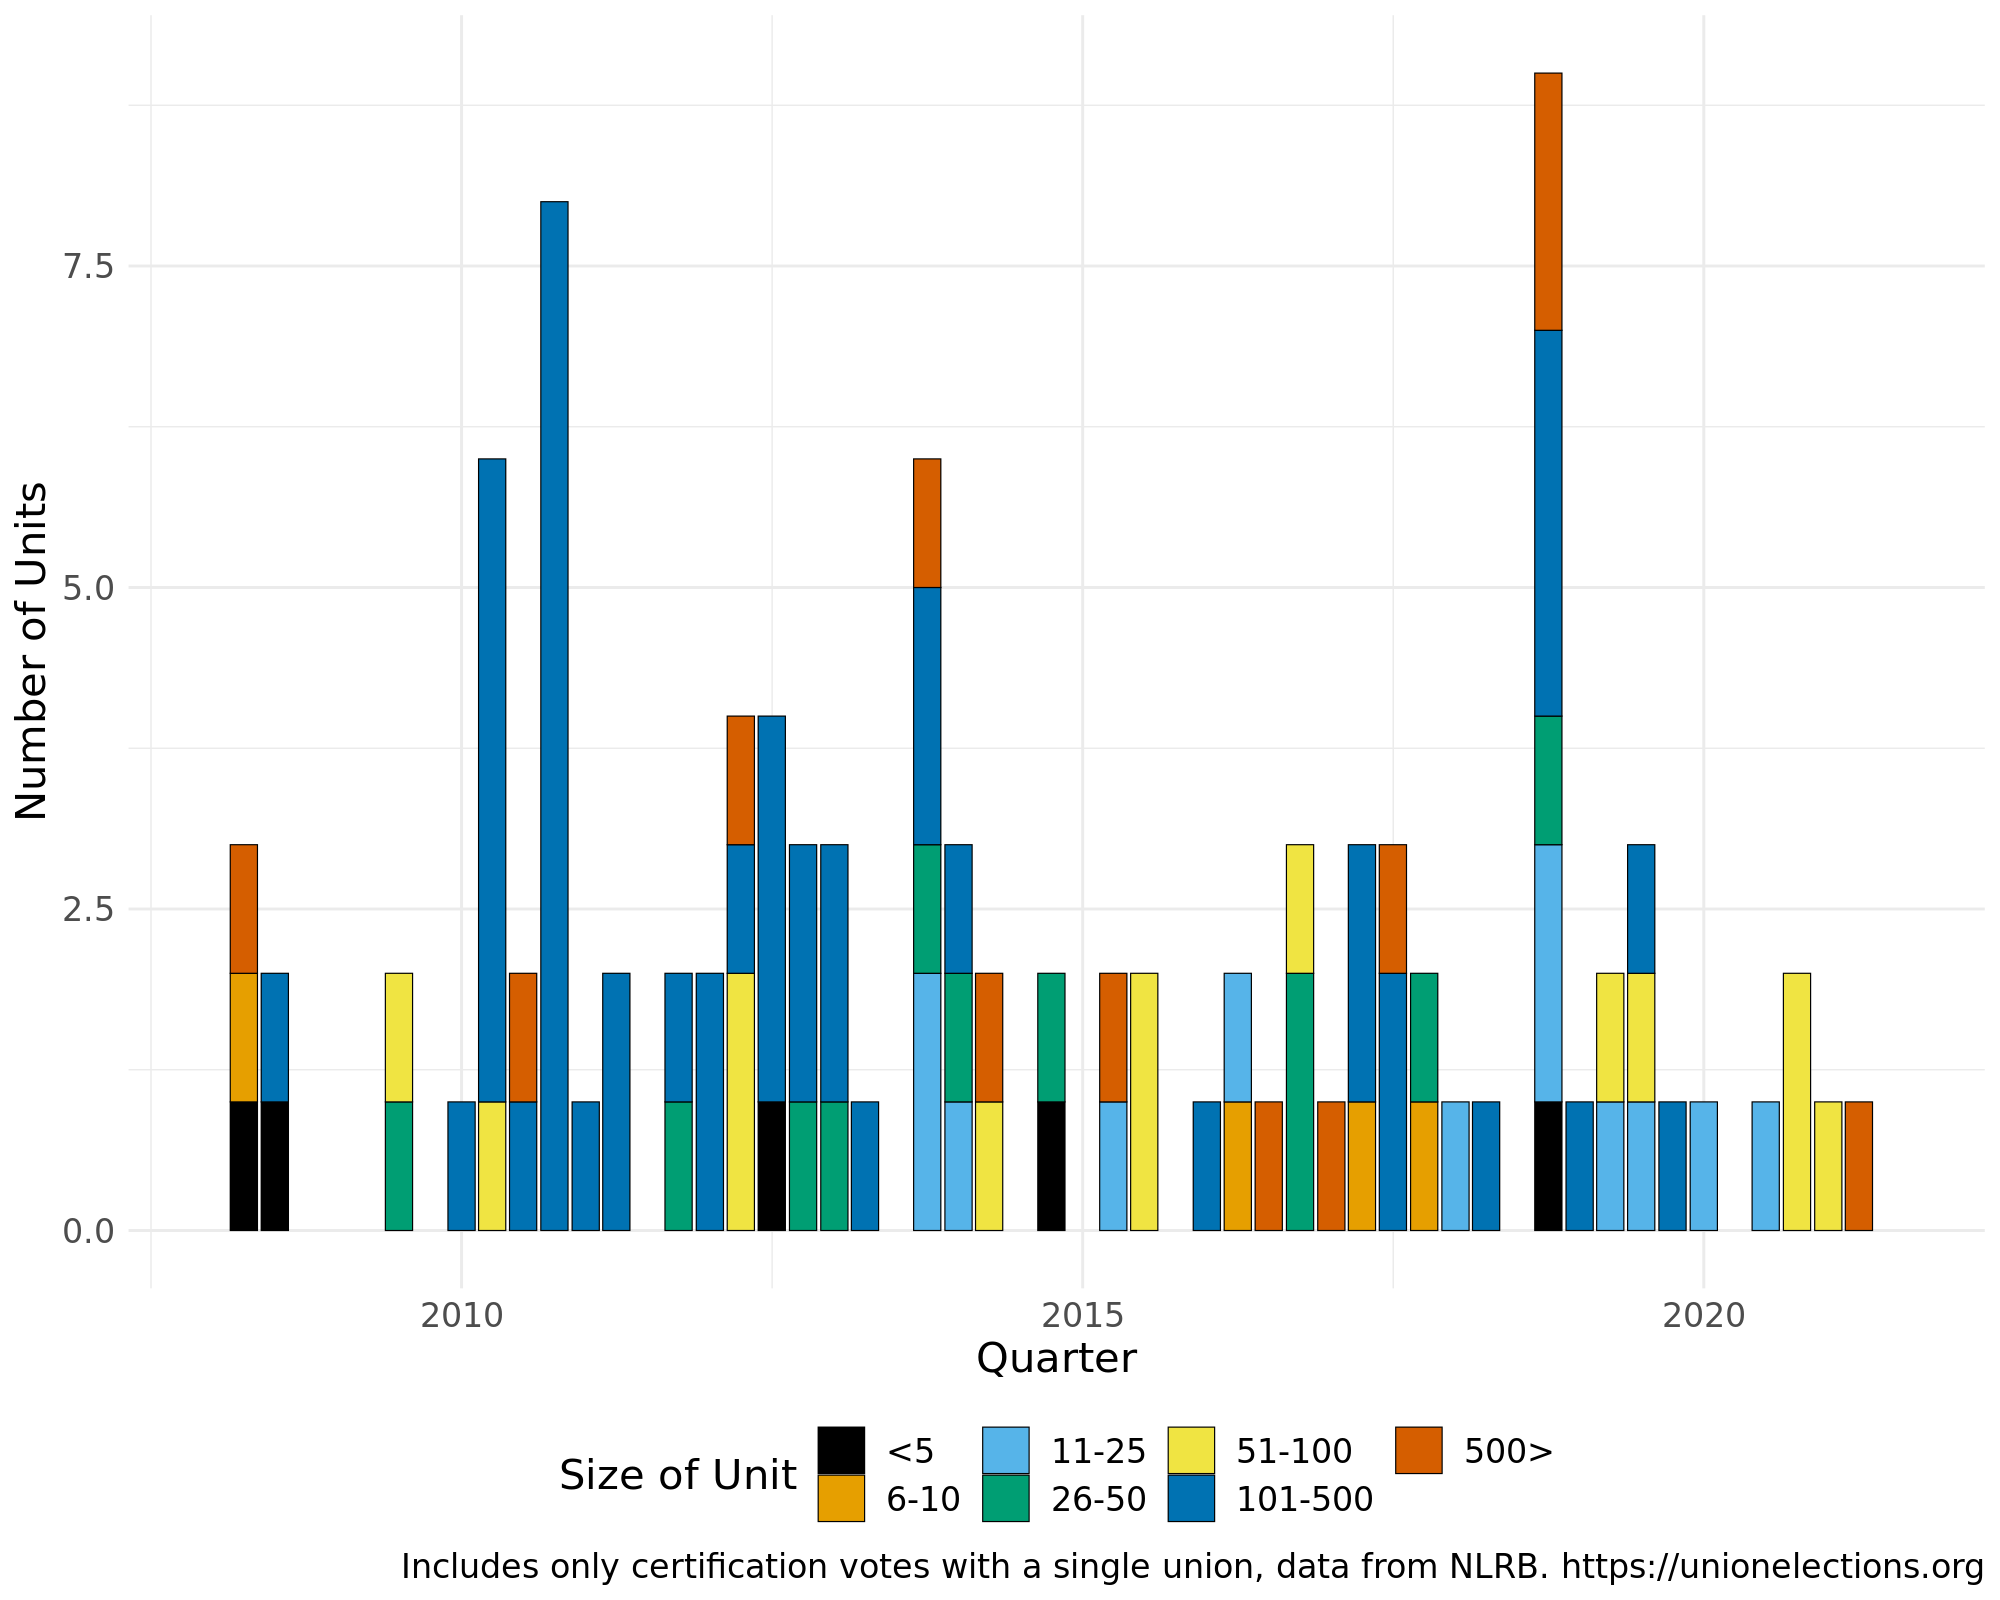 Number of Units
7.5
5.0
2.5
0.0
2010 2015 2020
Quarter
Size of Unit
<5 11-25 51-100 500>
6-10 26-50 101-500
Includes only certification votes with a single union, data from NLRB. https://unionelections.org